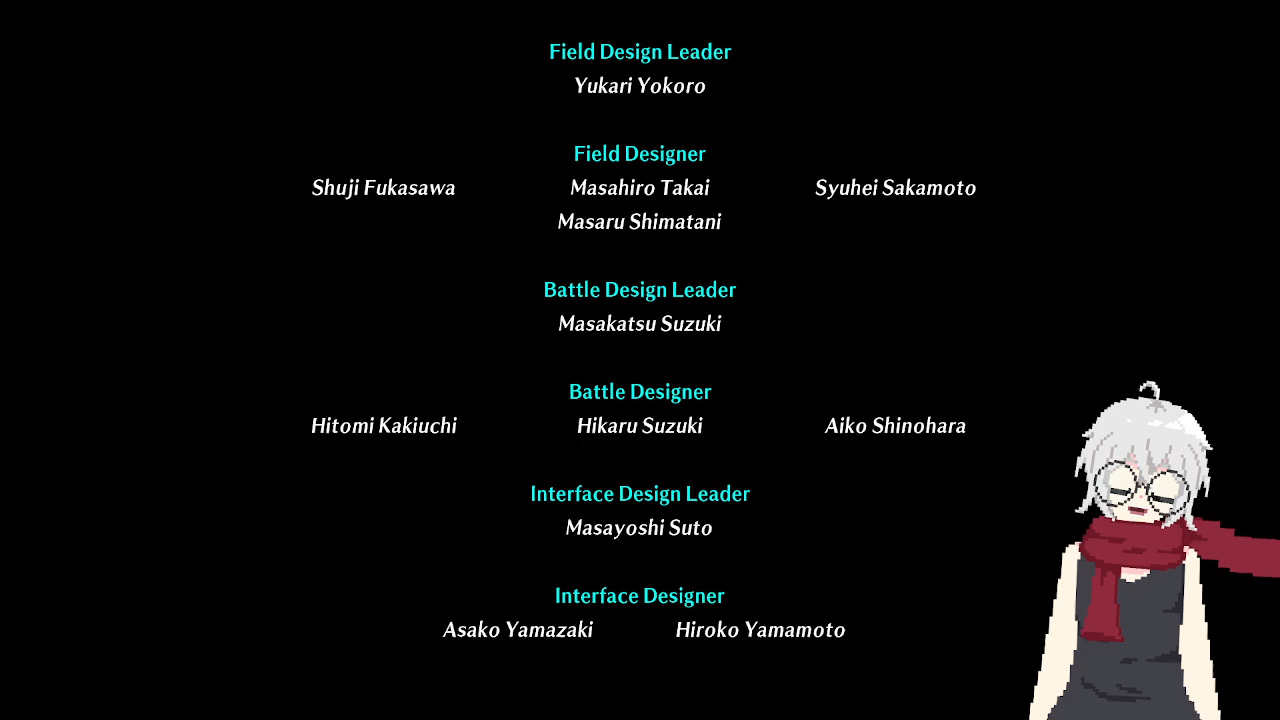 Field Design Leader
Yukari Yokoro
Field Designer
Shuji Fukasawa Masahiro Takai Syuhei Sakamoto
Masaru Shimatani
Battle Design Leader
Masakatsu Suzuki
Battle Designer
Hitomi Kakiuchi Hikaru Suzuki Aiko Shinohara
Interface Design Leader
Masayoshi Suto
Interface Designer
Asako Yamazaki Hiroko Yamamoto